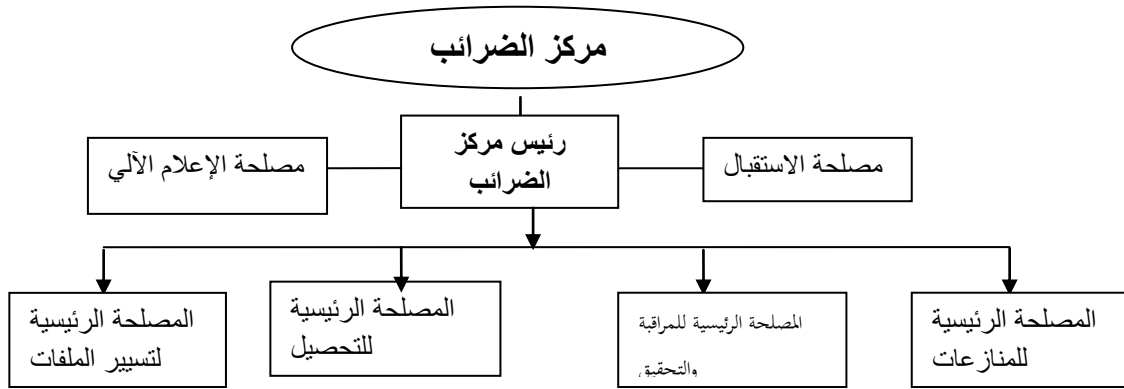 مركز الضرائب
رئيس مركز
الضرائب
مصلحة الاستقبال
مصلحة الإعلام الآلي
المصلحة الرئيسية
للمنازعات
المصلحة الرئيسية للمراقبة
والتحقيق
المصلحة الرئيسية
للتحصيل
المصلحة الرئيسية
لتسيير الملفات